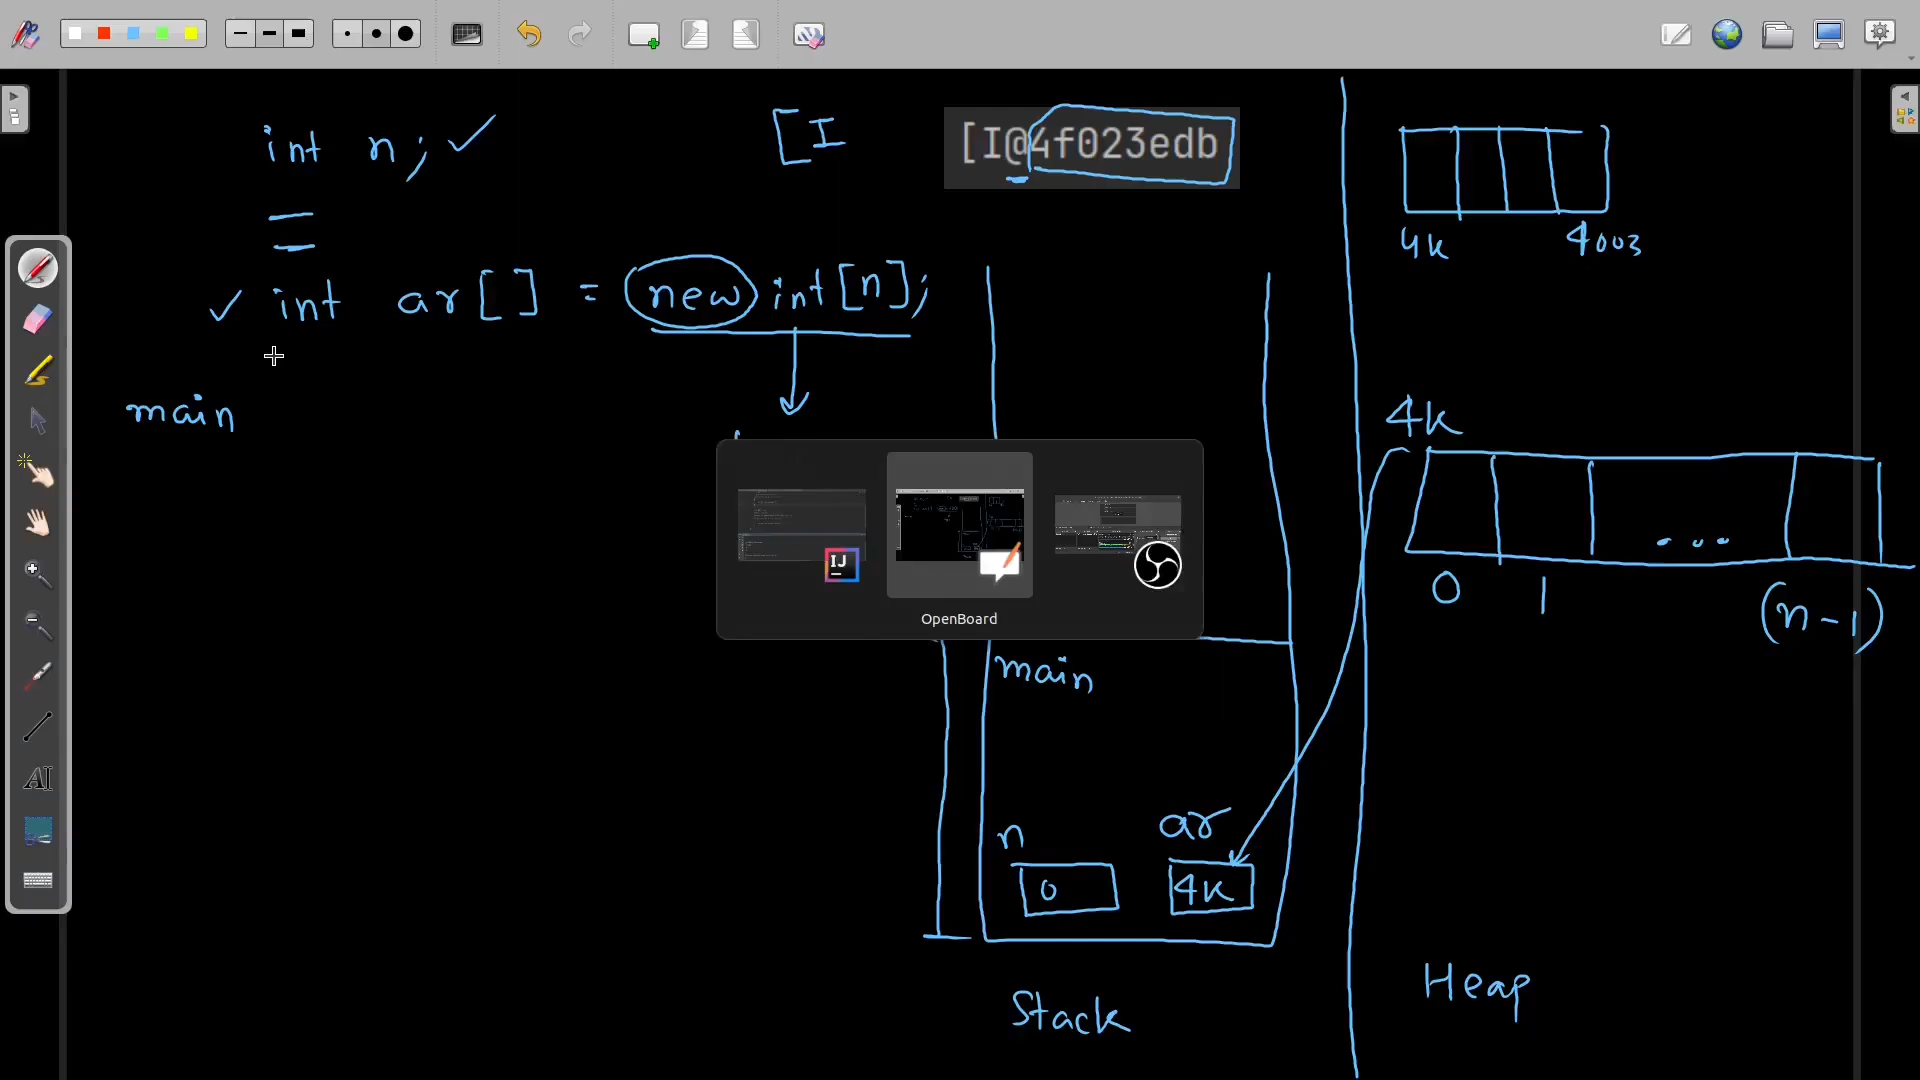 int n; ✓
[I
[I@4f023edb
4K
4003
✓ int ar[] = new int[n];
main
4K
IJ
OpenBoard
0 1 ... (n-1)
main
n
ar
0
4K
Stack
Heap
AI